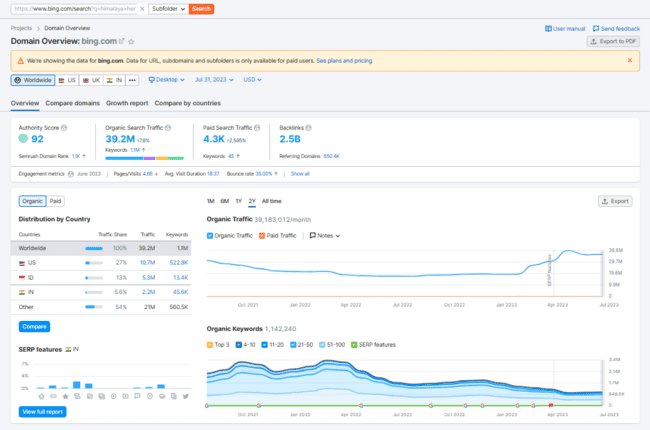 https://www.bing.com/search?q=himalaya+her
Subfolder
Search
Projects > Domain Overview
User manual
Send feedback
Domain Overview: bing.com
Export to PDF
We're showing the data for bing.com. Data for URL, subdomains and subfolders is only available for paid users. See plans and pricing
Worldwide US UK IN
Desktop Jul 31, 2023 USD
Overview Compare domains Growth report Compare by countries
Authority Score
92
Semrush Domain Rank 1.1K ↑
Organic Search Traffic
39.2M +7.8%
Keywords 1.1M ↑
Paid Search Traffic
4.3K +2,595%
Keywords 45 ↑
Backlinks
2.5B
Referring Domains 950.4K
Engagement metrics June 2023 Pages/Visits 4.98 ↓ Avg. Visit Duration 18:37 Bounce rate 35.00% ↑ Show all
Organic Paid
1M 6M 1Y 2Y All time
Export
Distribution by Country
Countries Traffic Share Traffic Keywords
Worldwide 100% 39.2M 1.1M
US 27% 10.7M 522.8K
ID 13% 5.3M 13.4K
IN 5.6% 2.2M 45.6K
Other 54% 21M 560.5K
Compare
SERP features IN
7%
4%
0%
View full report
Organic Traffic 39,183,012/month
Organic Traffic Paid Traffic Notes
39.6M
29.7M
19.8M
9.9M
0
SERP features
Oct 2021 Jan 2022 Apr 2022 Jul 2022 Oct 2022 Jan 2023 Apr 2023 Jul 2023
Organic Keywords 1,142,240
Top 3 4-10 11-20 21-50 51-100 SERP features
3.4M
2.5M
1.7M
848.6K
0
Oct 2021 Jan 2022 Apr 2022 Jul 2022 Oct 2022 Jan 2023 Apr 2023 Jul 2023